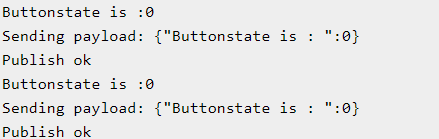 Buttonstate is :0
Sending payload: {"Buttonstate is : ":0}
Publish ok
Buttonstate is :0
Sending payload: {"Buttonstate is : ":0}
Publish ok